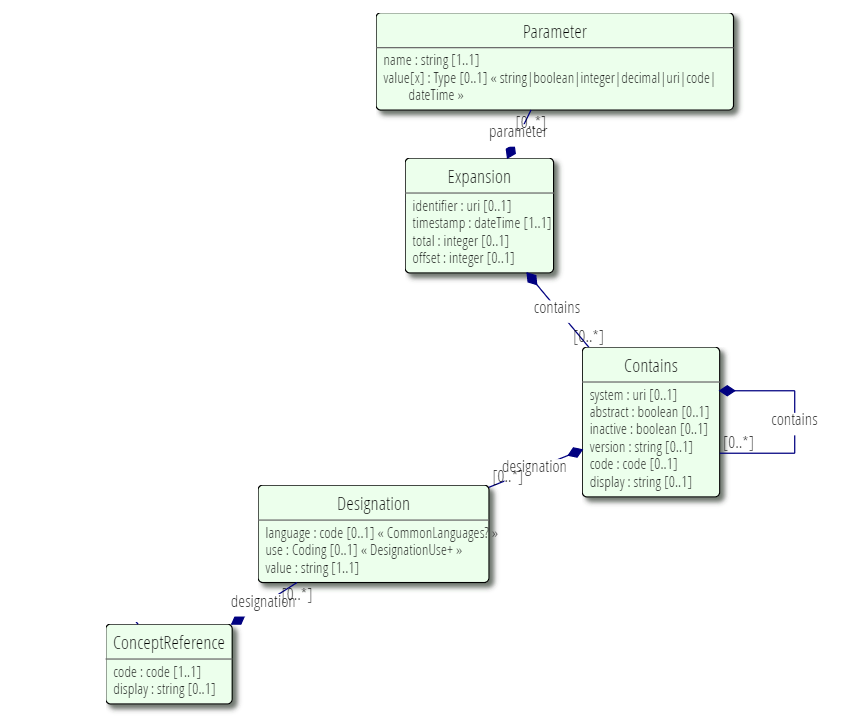 Parameter
name : string [1..1]
value[x] : Type [0..1] « string|boolean|integer|decimal|uri|code|
dateTime »
[0..*]
parameter
Expansion
identifier : uri [0..1]
timestamp : dateTime [1..1]
total : integer [0..1]
offset : integer [0..1]
contains
[0..*]
Contains
system : uri [0..1]
abstract : boolean [0..1]
inactive : boolean [0..1]
version : string [0..1]
code : code [0..1]
display : string [0..1]
contains
[0..*]
designation
[0..*]
Designation
language : code [0..1] « CommonLanguages? »
use : Coding [0..1] « DesignationUse+ »
value : string [1..1]
[0..*]
designation
ConceptReference
code : code [1..1]
display : string [0..1]